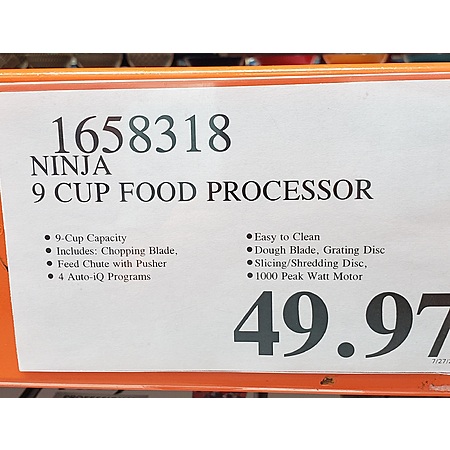 1658318
NINJA
9 CUP FOOD PROCESSOR
• 9-Cup Capacity
• Includes: Chopping Blade,
• Feed Chute with Pusher
• 4 Auto-iQ Programs
• Easy to Clean
• Dough Blade, Grating Disc
• Slicing/Shredding Disc,
• 1000 Peak Watt Motor
49.97